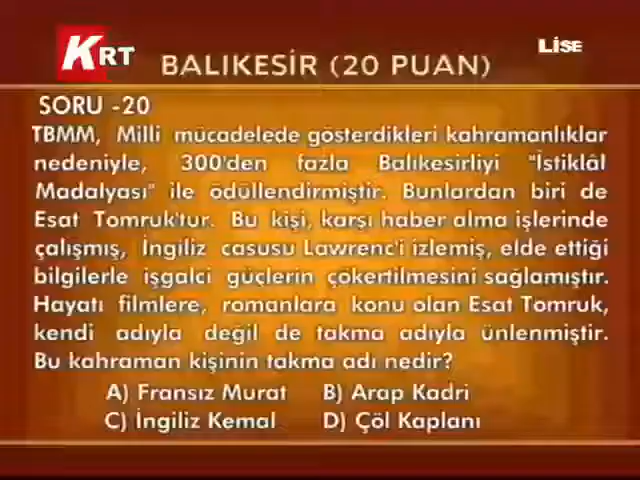 KRT
LİSE
BALIKESİR (20 PUAN)
SORU -20
TBMM, Milli mücadelede gösterdikleri kahramanlıklar
nedeniyle, 300'den fazla Balıkesirliyi "İstiklâl
Madalyası" ile ödüllendirmiştir. Bunlardan biri de
Esat Tomruk'tur. Bu kişi, karşı haber alma işlerinde
çalışmış, İngiliz casusu Lawrenc'i izlemiş, elde ettiği
bilgilerle işgalci güçlerin çökertilmesini sağlamıştır.
Hayatı filmlere, romanlara konu olan Esat Tomruk,
kendi adıyla değil de takma adıyla ünlenmiştir.
Bu kahraman kişinin takma adı nedir?
A) Fransız Murat B) Arap Kadri
C) İngiliz Kemal D) Çöl Kaplanı